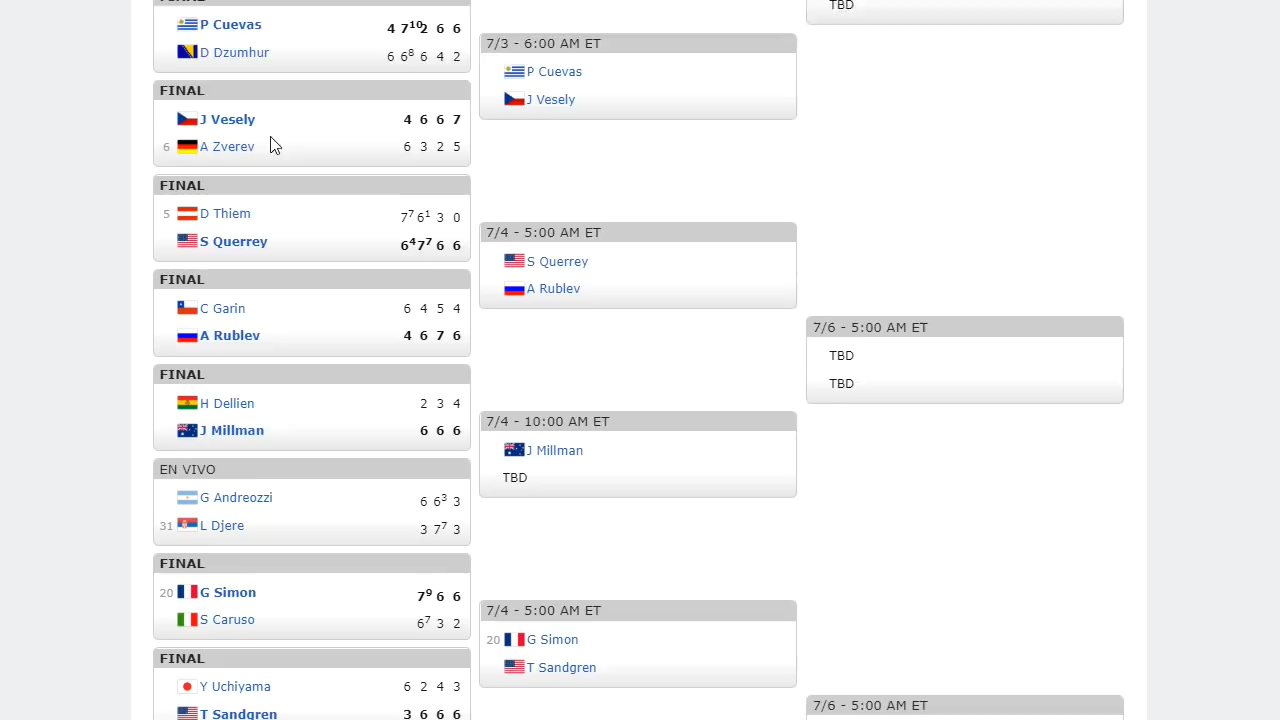 P Cuevas 4 7¹⁰ 2 6 6
D Dzumhur 6 6⁸ 6 4 2
FINAL
J Vesely 4 6 6 7
6 A Zverev 6 3 2 5
FINAL
5 D Thiem 7⁷ 6¹ 3 0
S Querrey 6⁴ 7⁷ 6 6
FINAL
C Garin 6 4 5 4
A Rublev 4 6 7 6
FINAL
H Dellien 2 3 4
J Millman 6 6 6
EN VIVO
G Andreozzi 6 6³ 3
31 L Djere 3 7⁷ 3
FINAL
20 G Simon 7⁹ 6 6
S Caruso 6⁷ 3 2
FINAL
Y Uchiyama 6 2 4 3
T Sandgren 3 6 6 6
7/3 - 6:00 AM ET
P Cuevas
J Vesely
7/4 - 5:00 AM ET
S Querrey
A Rublev
7/4 - 10:00 AM ET
J Millman
TBD
7/4 - 5:00 AM ET
20 G Simon
T Sandgren
TBD
7/6 - 5:00 AM ET
TBD
TBD
7/6 - 5:00 AM ET